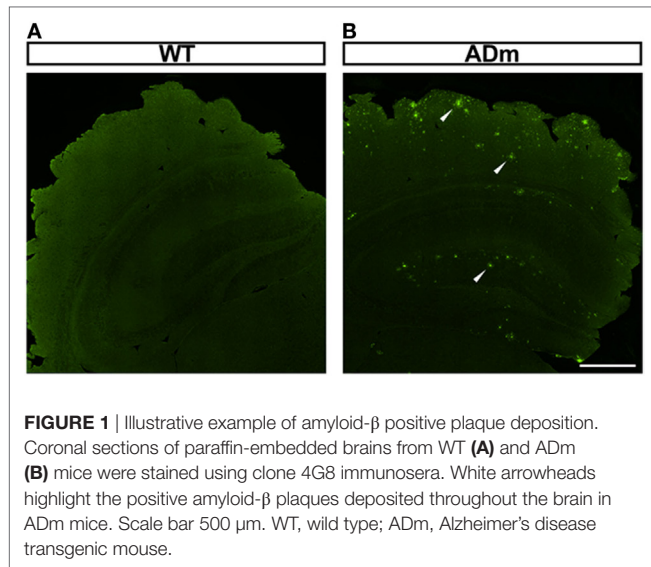 A
B
WT
ADm
FIGURE 1 | Illustrative example of amyloid-β positive plaque deposition.
Coronal sections of paraffin-embedded brains from WT (A) and ADm
(B) mice were stained using clone 4G8 immunosera. White arrowheads
highlight the positive amyloid-β plaques deposited throughout the brain in
ADm mice. Scale bar 500 μm. WT, wild type; ADm, Alzheimer's disease
transgenic mouse.